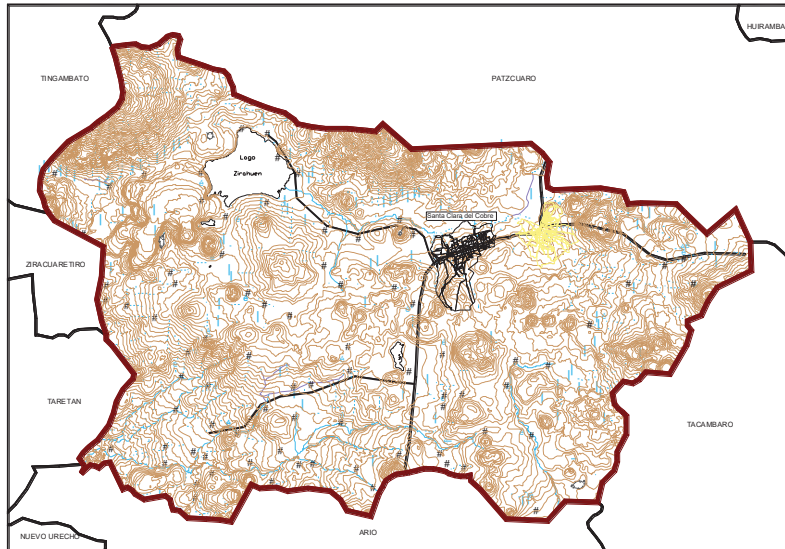 HUIRAMBA
TINGAMBATO
PATZCUARO
Lago
Zirahuen
Santa Clara del Cobre
ZIRACUARETIRO
TARETAN
TACAMBARO
NUEVO URECHO
ARIO